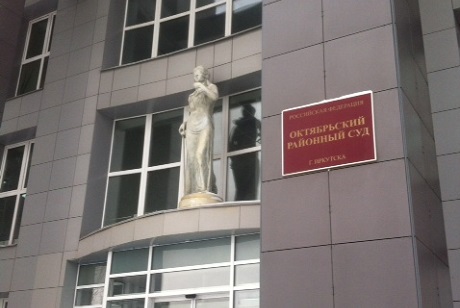 РОССИЙСКАЯ ФЕДЕРАЦИЯ
ОКТЯБРЬСКИЙ
РАЙОННЫЙ СУД
Г. ИРКУТСКА